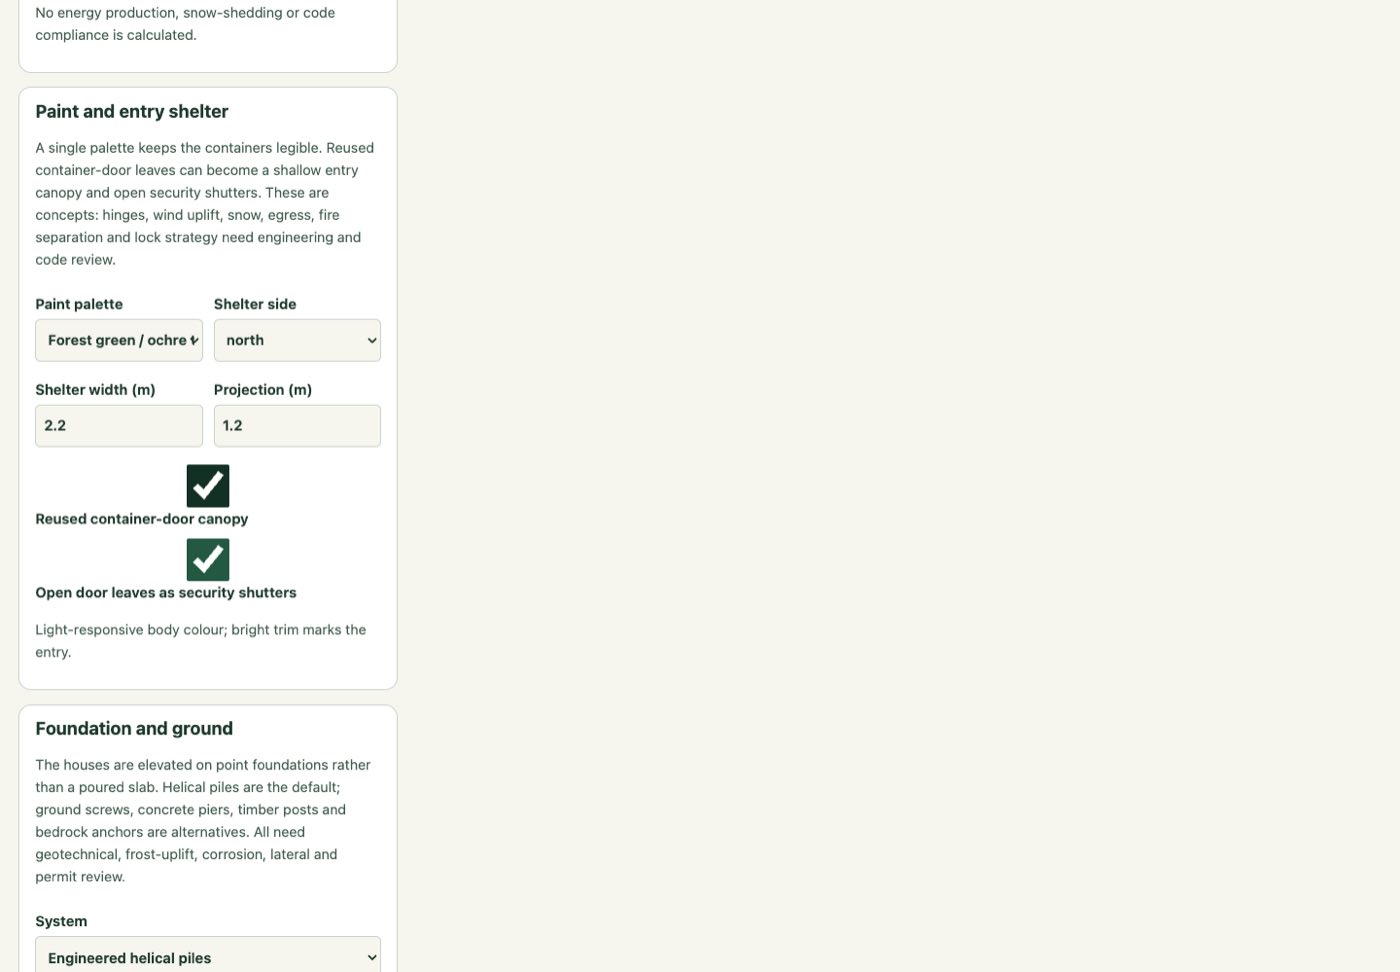 No energy production, snow-shedding or code
compliance is calculated.
Paint and entry shelter
A single palette keeps the containers legible. Reused
container-door leaves can become a shallow entry
canopy and open security shutters. These are
concepts: hinges, wind uplift, snow, egress, fire
separation and lock strategy need engineering and
code review.
Paint palette
Shelter side
Forest green / ochre
north
Shelter width (m)
Projection (m)
2.2
1.2
Reused container-door canopy
Open door leaves as security shutters
Light-responsive body colour; bright trim marks the
entry.
Foundation and ground
The houses are elevated on point foundations rather
than a poured slab. Helical piles are the default;
ground screws, concrete piers, timber posts and
bedrock anchors are alternatives. All need
geotechnical, frost-uplift, corrosion, lateral and
permit review.
System
Engineered helical piles